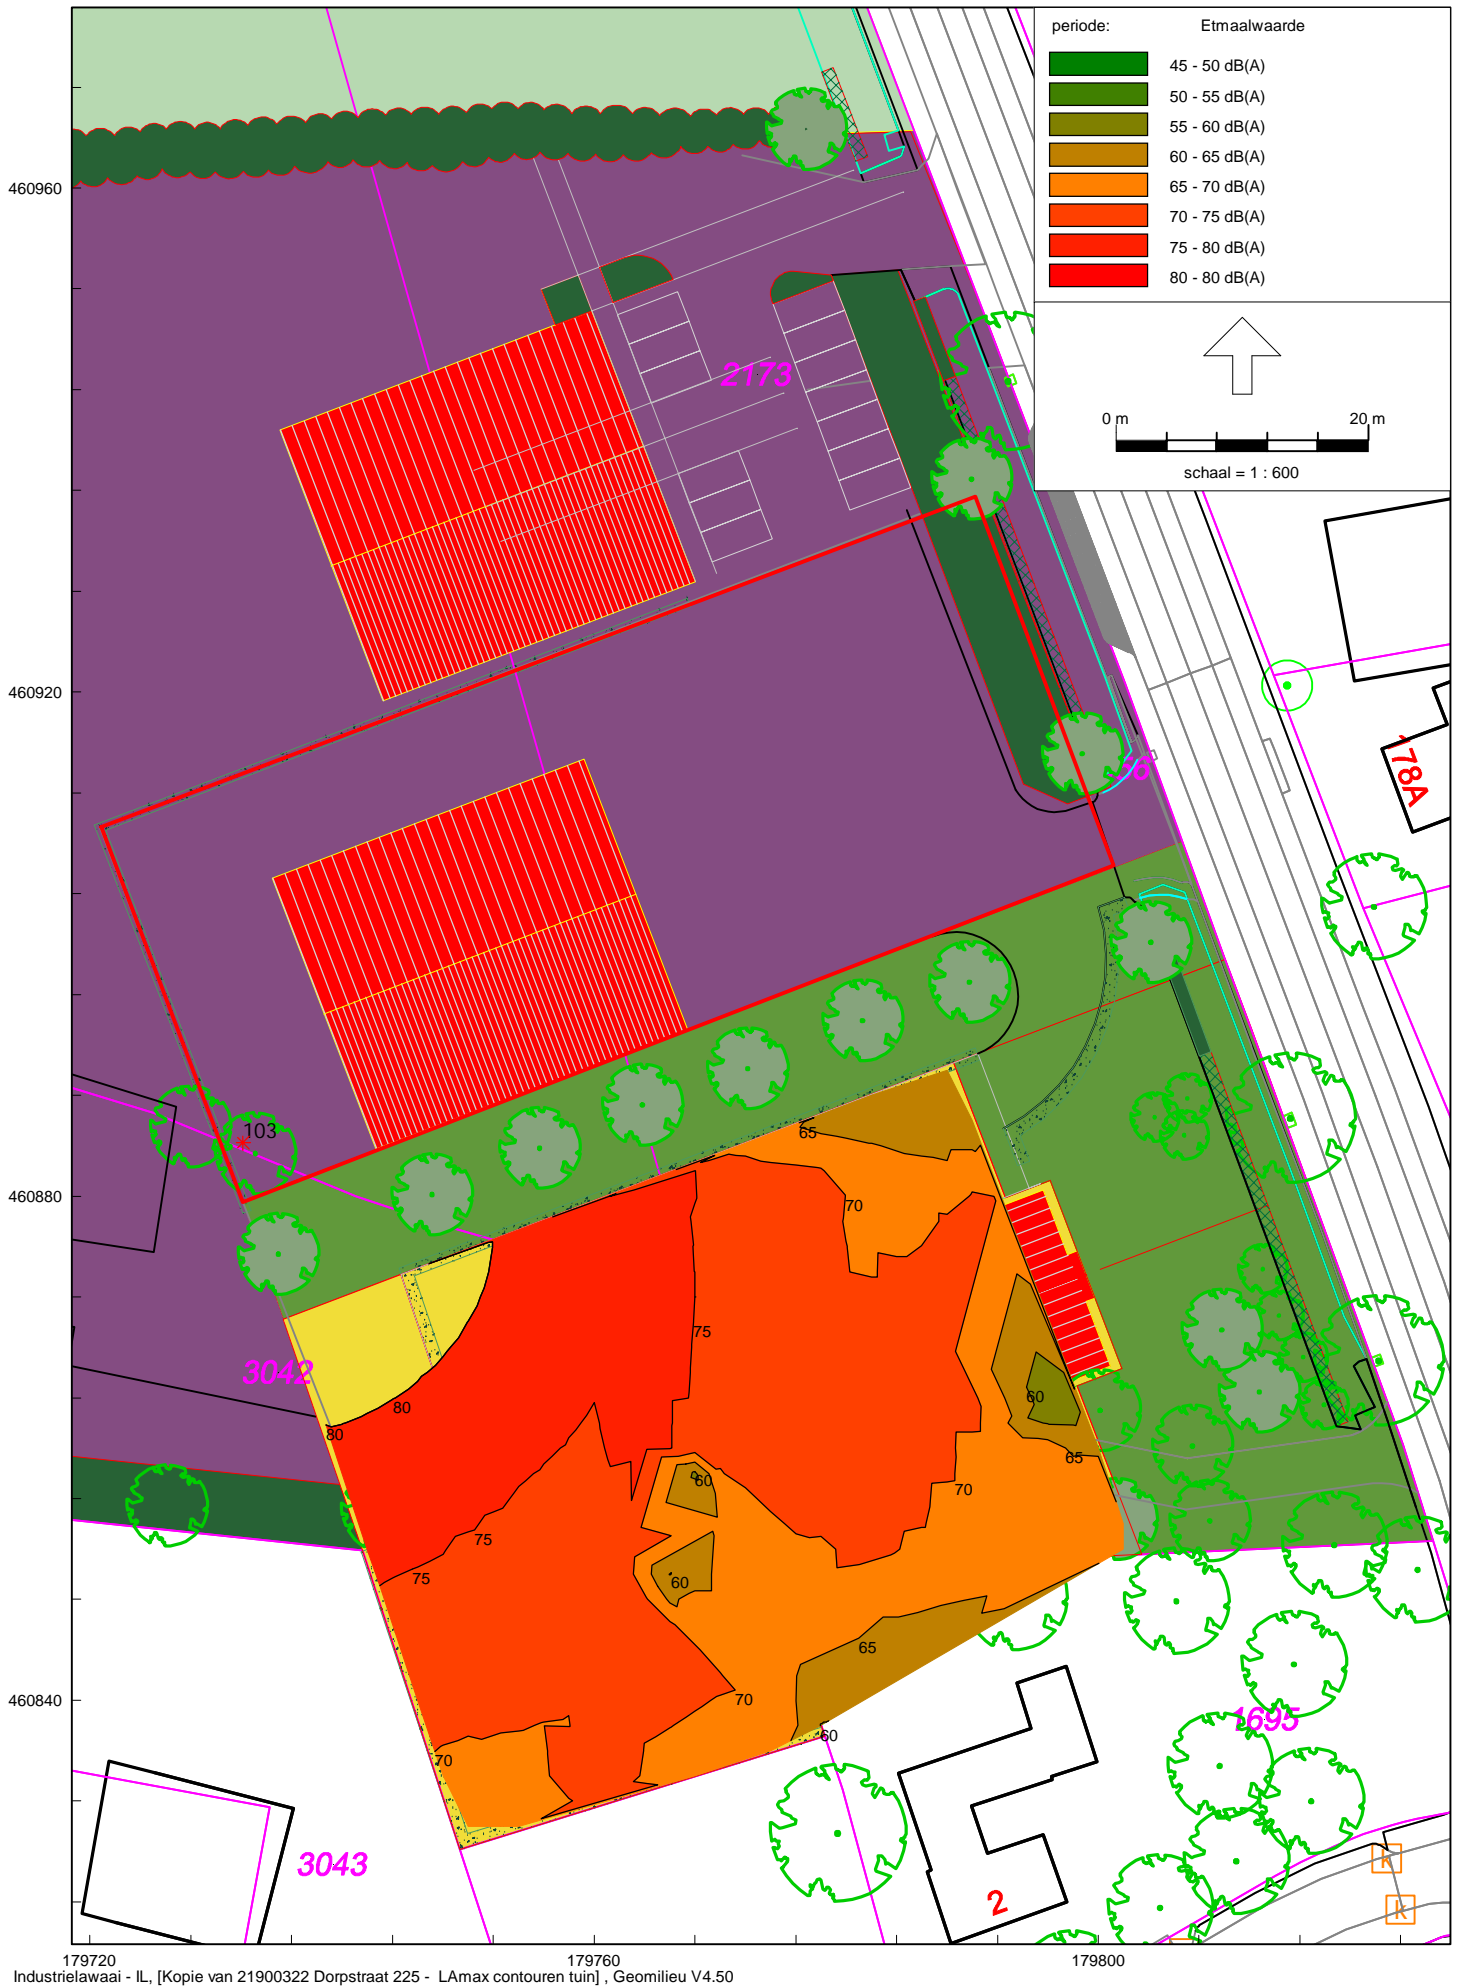 periode: Etmaalwaarde
45 - 50 dB(A)
50 - 55 dB(A)
55 - 60 dB(A)
60 - 65 dB(A)
65 - 70 dB(A)
70 - 75 dB(A)
75 - 80 dB(A)
80 - 80 dB(A)
0 m 20 m
schaal = 1 : 600
460960
2173
460920
178A
103
65
460880
70
75
3042
60
80
80
65
60
70
75
75
60
65
460840
70
1695
60
70
3043
K
2
K
179720 179760 179800
Industrielawaai - IL, [Kopie van 21900322 Dorpstraat 225 - LAmax contouren tuin] , Geomilieu V4.50